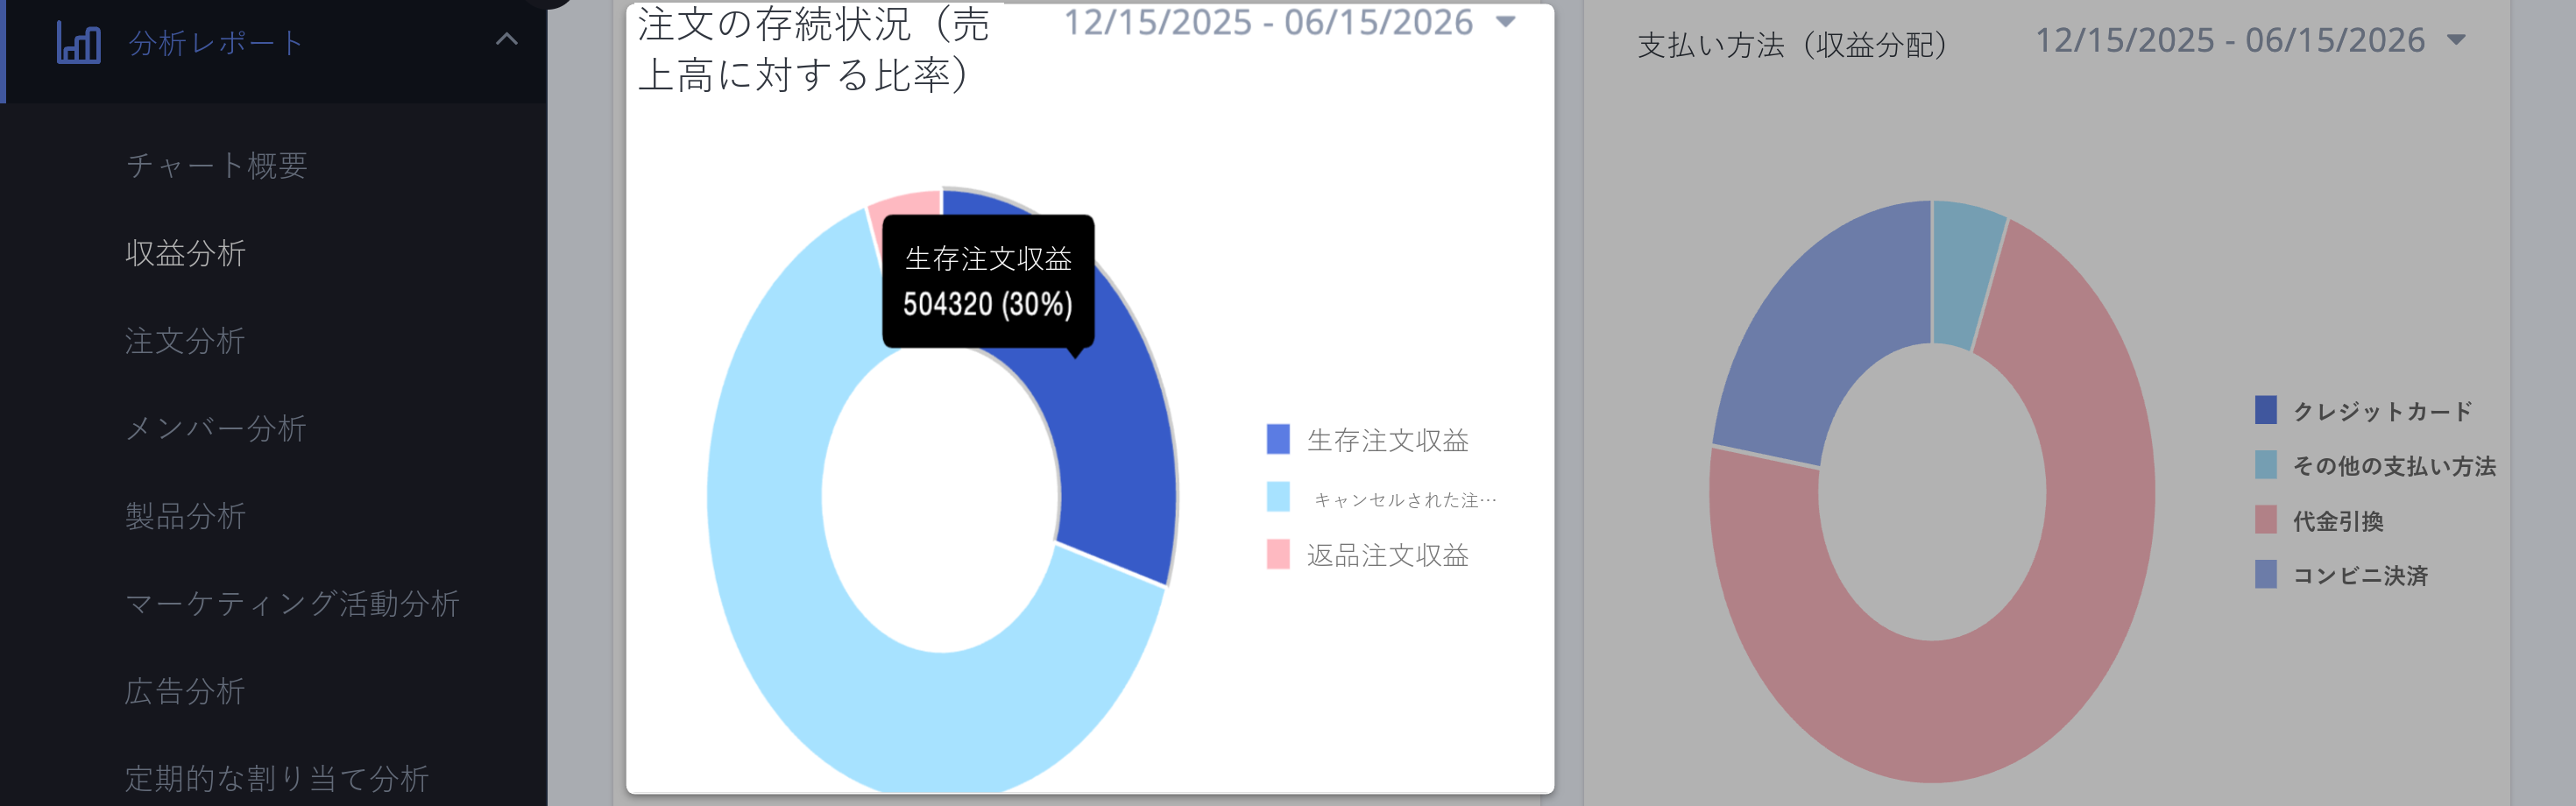 分析レポート
チャート概要
収益分析
注文分析
メンバー分析
製品分析
マーケティング活動分析
広告分析
定期的な割り当て分析
注文の存続状況（売
上高に対する比率）
12/15/2025 - 06/15/2026
生存注文収益
504320 (30%)
生存注文収益
キャンセルされた注…
返品注文収益
支払い方法（収益分配）
12/15/2025 - 06/15/2026
クレジットカード
その他の支払い方法
代金引換
コンビニ決済